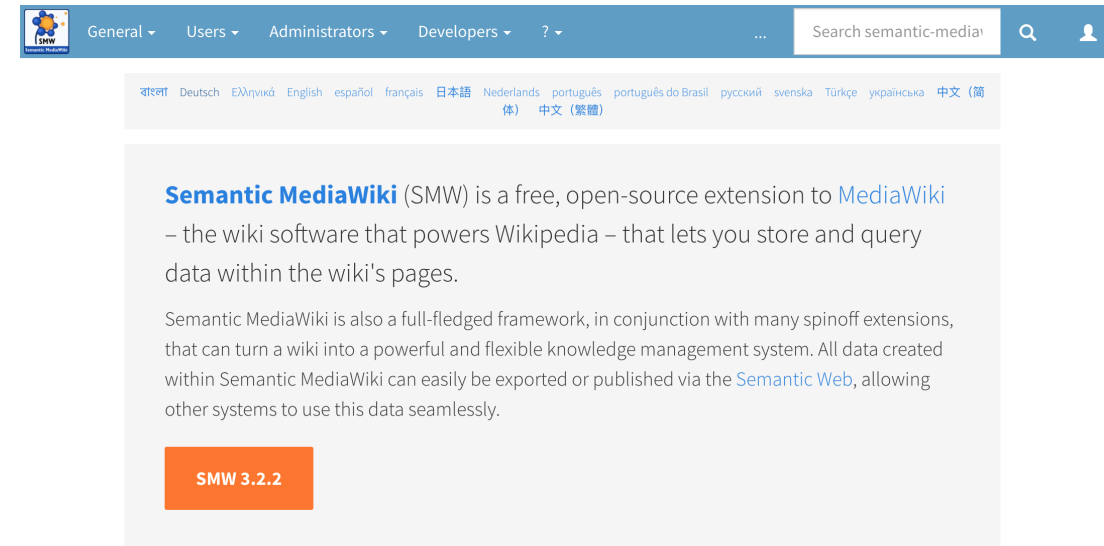 SMW
Semantic MediaWiki
General Users Administrators Developers ? ... Search semantic-media
বাংলা Deutsch Ελληνικά English español français 日本語 Nederlands português português do Brasil русский svenska Türkçe українська 中文（简
体） 中文（繁體）
Semantic MediaWiki (SMW) is a free, open-source extension to MediaWiki
– the wiki software that powers Wikipedia – that lets you store and query
data within the wiki's pages.
Semantic MediaWiki is also a full-fledged framework, in conjunction with many spinoff extensions,
that can turn a wiki into a powerful and flexible knowledge management system. All data created
within Semantic MediaWiki can easily be exported or published via the Semantic Web, allowing
other systems to use this data seamlessly.
SMW 3.2.2